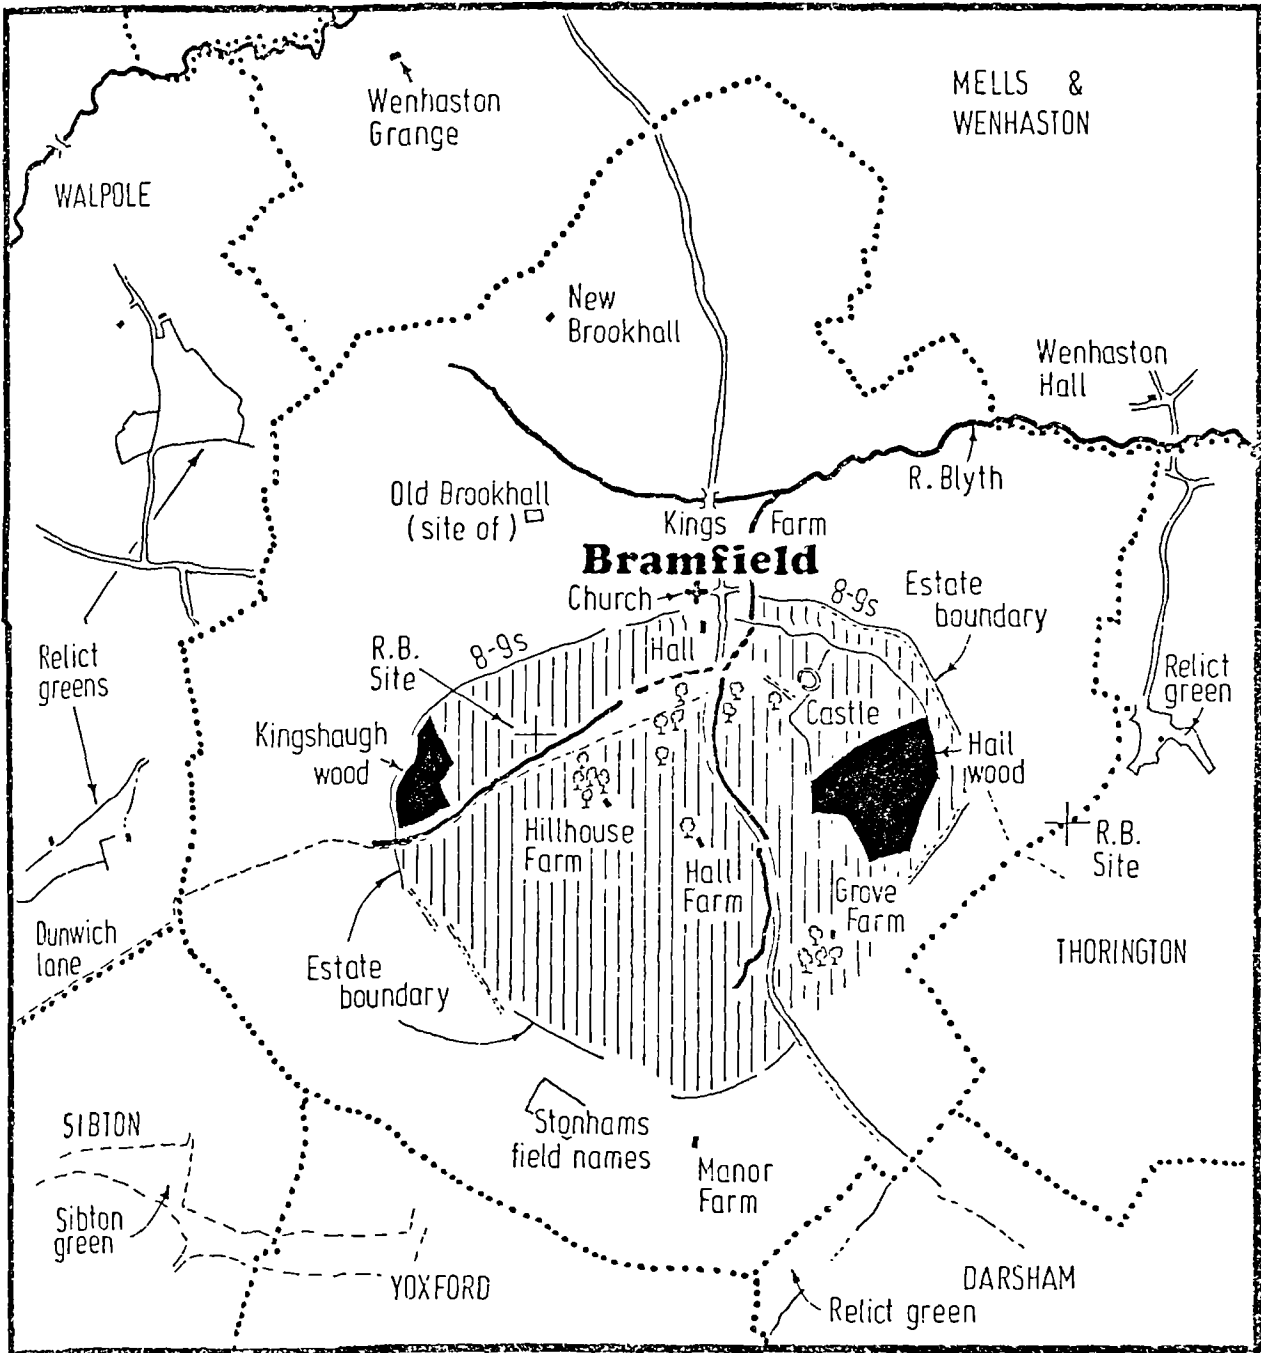 MELLS &
WENHASTON
Wenhaston
Grange
WALPOLE
New
Brookhall
Wenhaston
Hall
R. Blyth
Old Brookhall
(site of)
Kings Farm
Bramfield
Church
8-9s
Estate
boundary
Hall
8-9s
R.B.
Site
Relict
greens
Relict
green
Castle
Kingshaugh
wood
Hail
wood
Hillhouse
Farm
R.B.
Site
Hall
Farm
Grove
Farm
Dunwich
lane
THORINGTON
Estate
boundary
SIBTON
Stonhams
field names
Manor
Farm
Sibton
green
YOXFORD
DARSHAM
Relict green